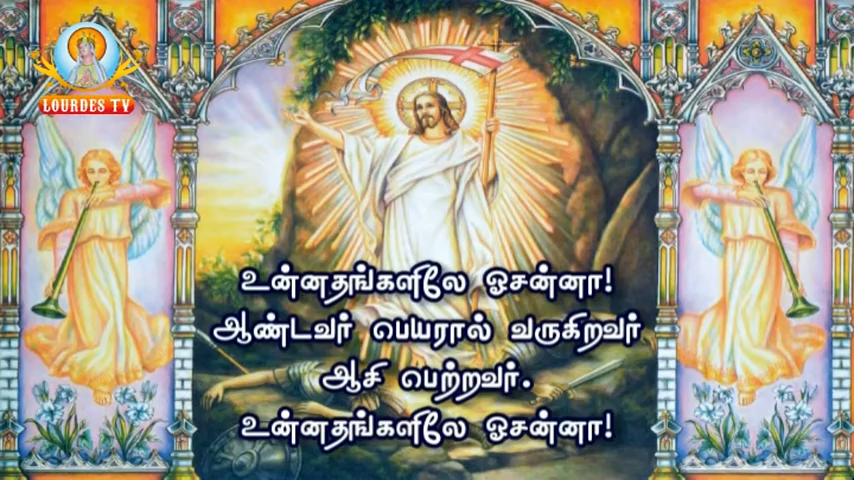 LOURDES TV
உன்னதங்களிலே ஓசன்னா!
ஆண்டவர் பெயரால் வருகிறவர்
ஆசி பெற்றவர்.
உன்னதங்களிலே ஓசன்னா!